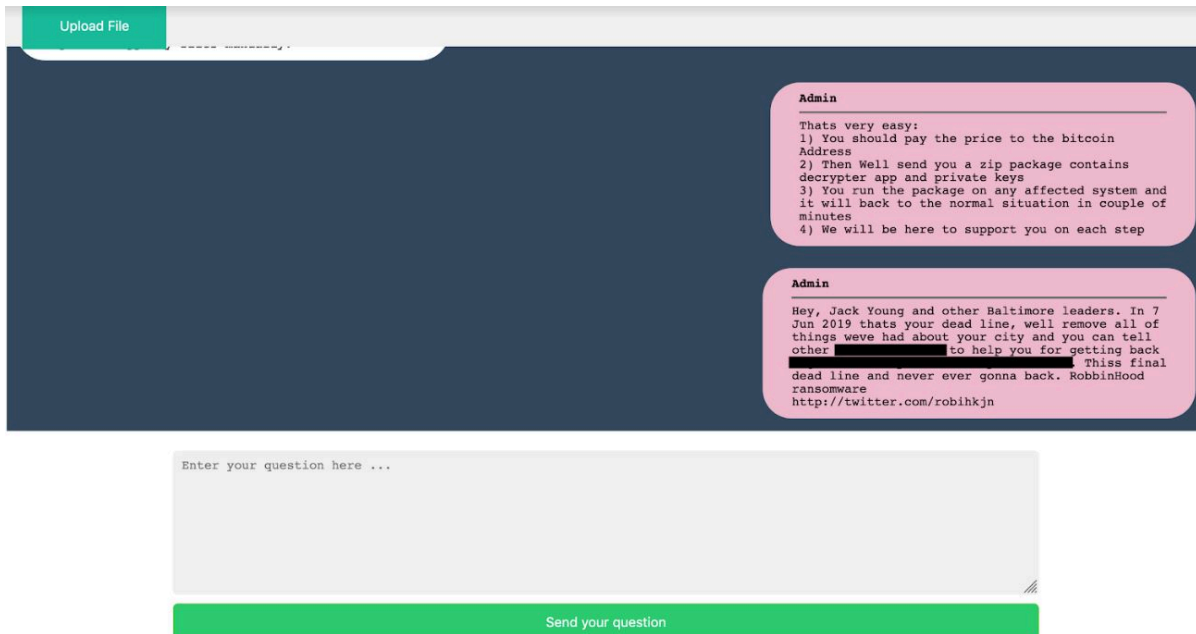 Upload File
Admin
Thats very easy:
1) You should pay the price to the bitcoin
Address
2) Then Well send you a zip package contains
decrypter app and private keys
3) You run the package on any affected system and
it will back to the normal situation in couple of
minutes
4) We will be here to support you on each step
Admin
Hey, Jack Young and other Baltimore leaders. In 7
Jun 2019 thats your dead line, well remove all of
things weve had about your city and you can tell
other to help you for getting back
. Thiss final
dead line and never ever gonna back. RobbinHood
ransomware
http://twitter.com/robihkjn
Enter your question here ...
Send your question